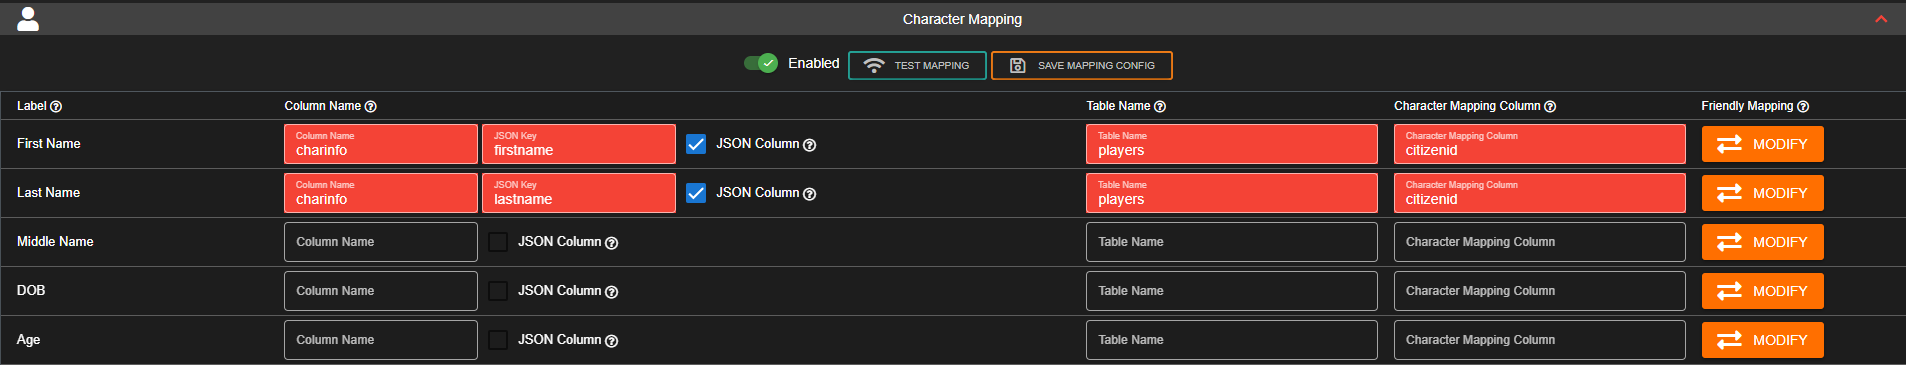 Character Mapping
Enabled TEST MAPPING SAVE MAPPING CONFIG
Label Column Name Table Name Character Mapping Column Friendly Mapping
Column Name JSON Key Table Name Character Mapping Column
First Name charinfo firstname JSON Column players citizenid MODIFY
Column Name JSON Key Table Name Character Mapping Column
Last Name charinfo lastname JSON Column players citizenid MODIFY
Middle Name Column Name JSON Column Table Name Character Mapping Column MODIFY
DOB Column Name JSON Column Table Name Character Mapping Column MODIFY
Age Column Name JSON Column Table Name Character Mapping Column MODIFY